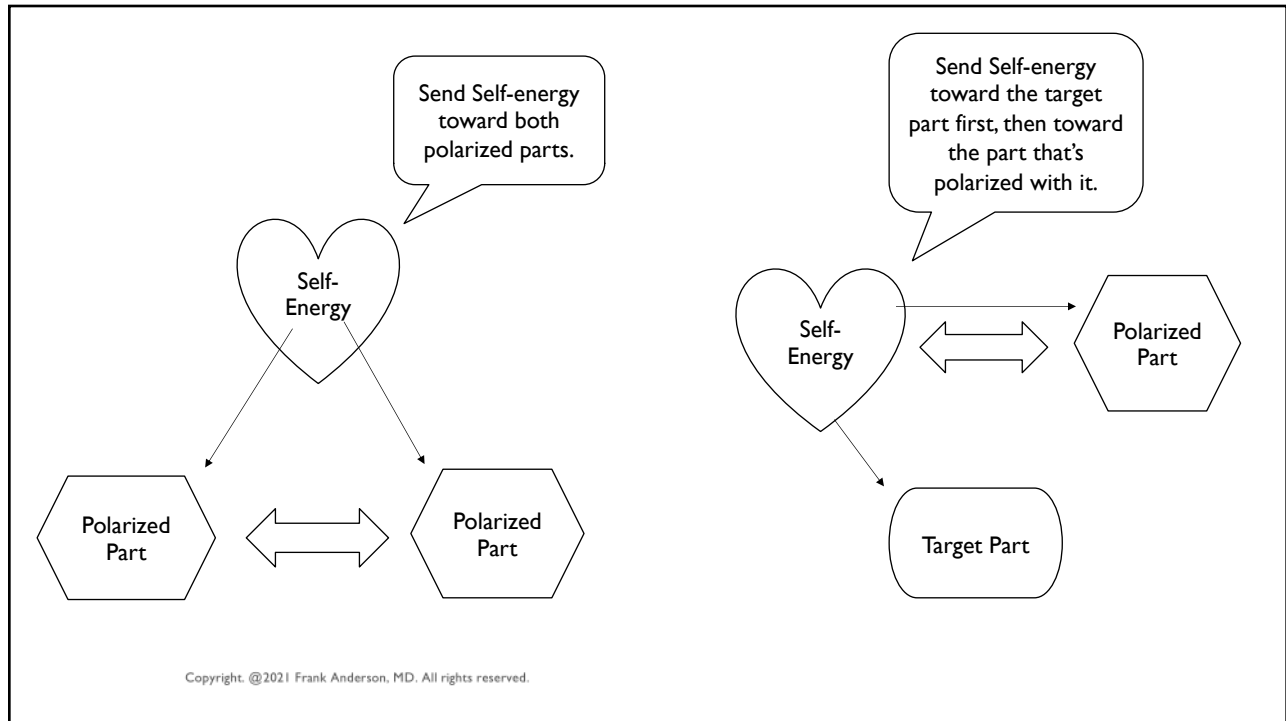 Send Self-energy
toward both
polarized parts.
Self-
Energy
Polarized
Part
Polarized
Part
Send Self-energy
toward the target
part first, then toward
the part that's
polarized with it.
Self-
Energy
Polarized
Part
Target Part
Copyright. @2021 Frank Anderson, MD. All rights reserved.